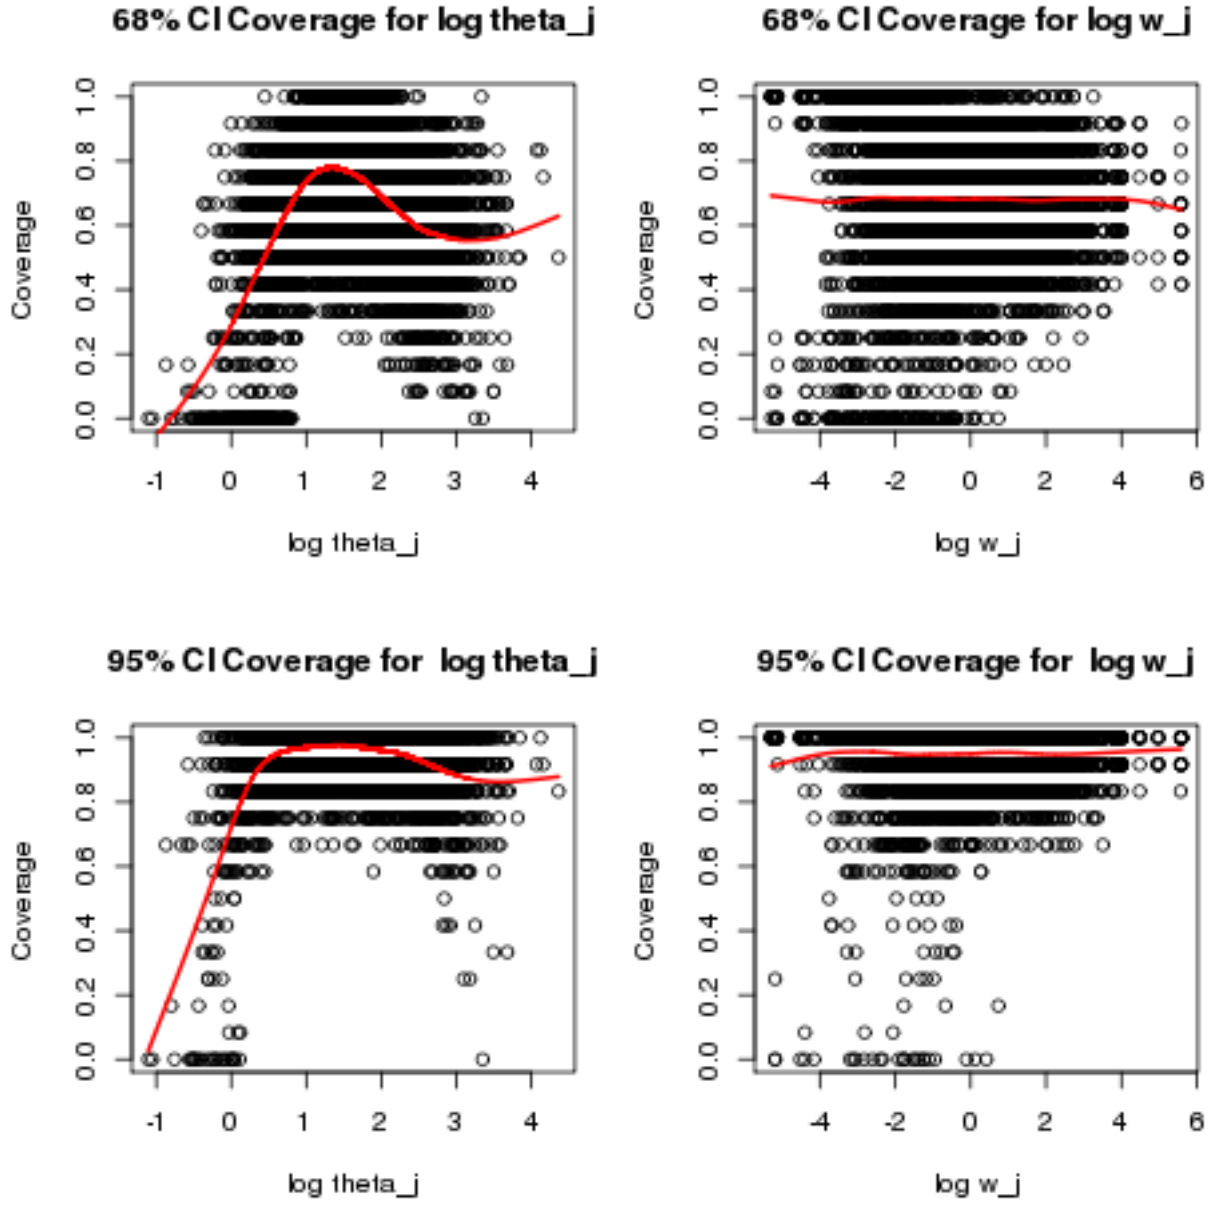 68% CI Coverage for log theta_j
1.0
0.8
0.6
0.4
0.2
0.0
Coverage
-1 0 1 2 3 4
log theta_j
68% CI Coverage for log w_j
1.0
0.8
0.6
0.4
0.2
0.0
Coverage
-4 -2 0 2 4 6
log w_j
95% CI Coverage for log theta_j
1.0
0.8
0.6
0.4
0.2
0.0
Coverage
-1 0 1 2 3 4
log theta_j
95% CI Coverage for log w_j
1.0
0.8
0.6
0.4
0.2
0.0
Coverage
-4 -2 0 2 4 6
log w_j